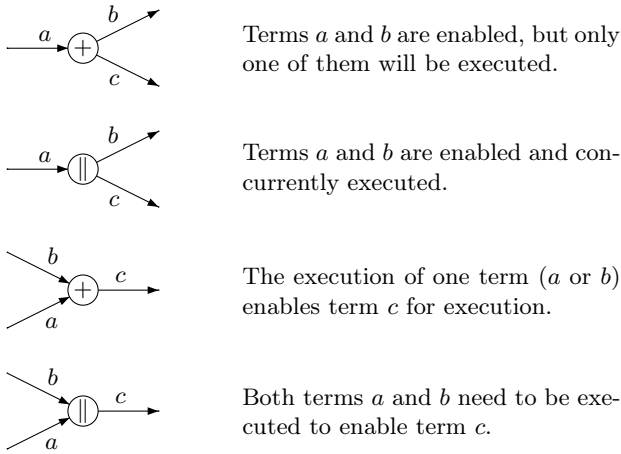 a + b c
Terms a and b are enabled, but only
one of them will be executed.
a || b c
Terms a and b are enabled and con-
currently executed.
b a + c
The execution of one term (a or b)
enables term c for execution.
b a || c
Both terms a and b need to be exe-
cuted to enable term c.